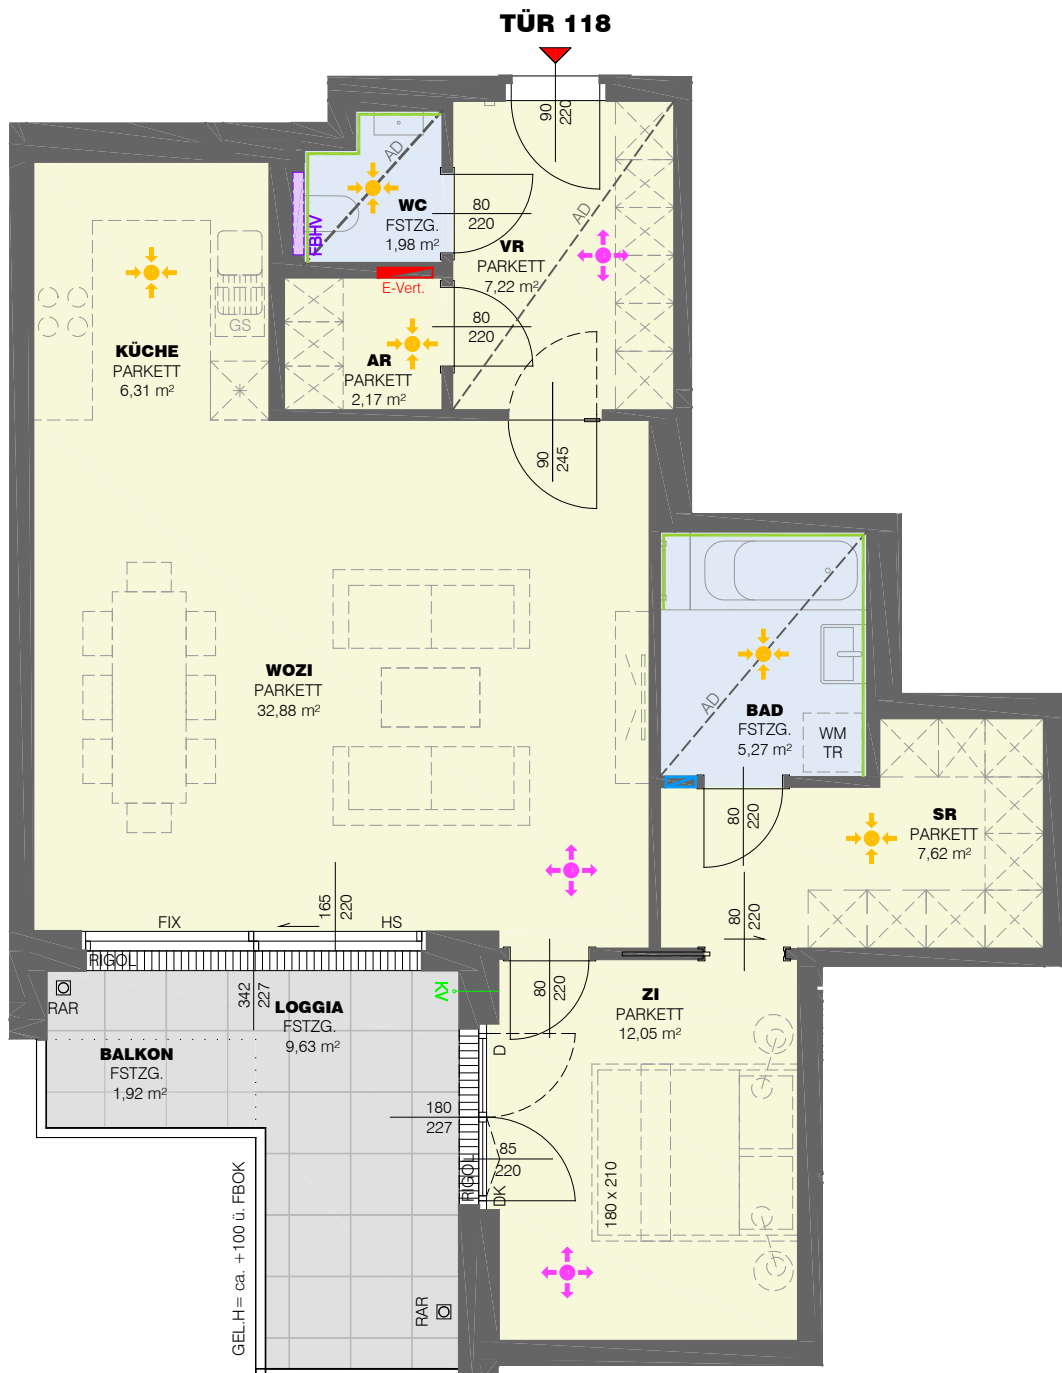 TÜR 118
90
220
AD
WC
FSTZG.
1,98 m²
FBHV
80
220
VR
PARKETT
7,22 m²
AD
E-Vert.
80
220
AR
PARKETT
2,17 m²
GS
KÜCHE
PARKETT
6,31 m²
90
245
WOZI
PARKETT
32,88 m²
AD
BAD
FSTZG.
5,27 m²
WM
TR
80
220
SR
PARKETT
7,62 m²
80
220
165
220
FIX
HS
RIGOL
RAR
342
227
LOGGIA
FSTZG.
9,63 m²
BALKON
FSTZG.
1,92 m²
KV
80
220
ZI
PARKETT
12,05 m²
D
180
227
85
220
RIGOL
DK
180 x 210
GEL.H= ca. +100 ü. FBOK
RAR